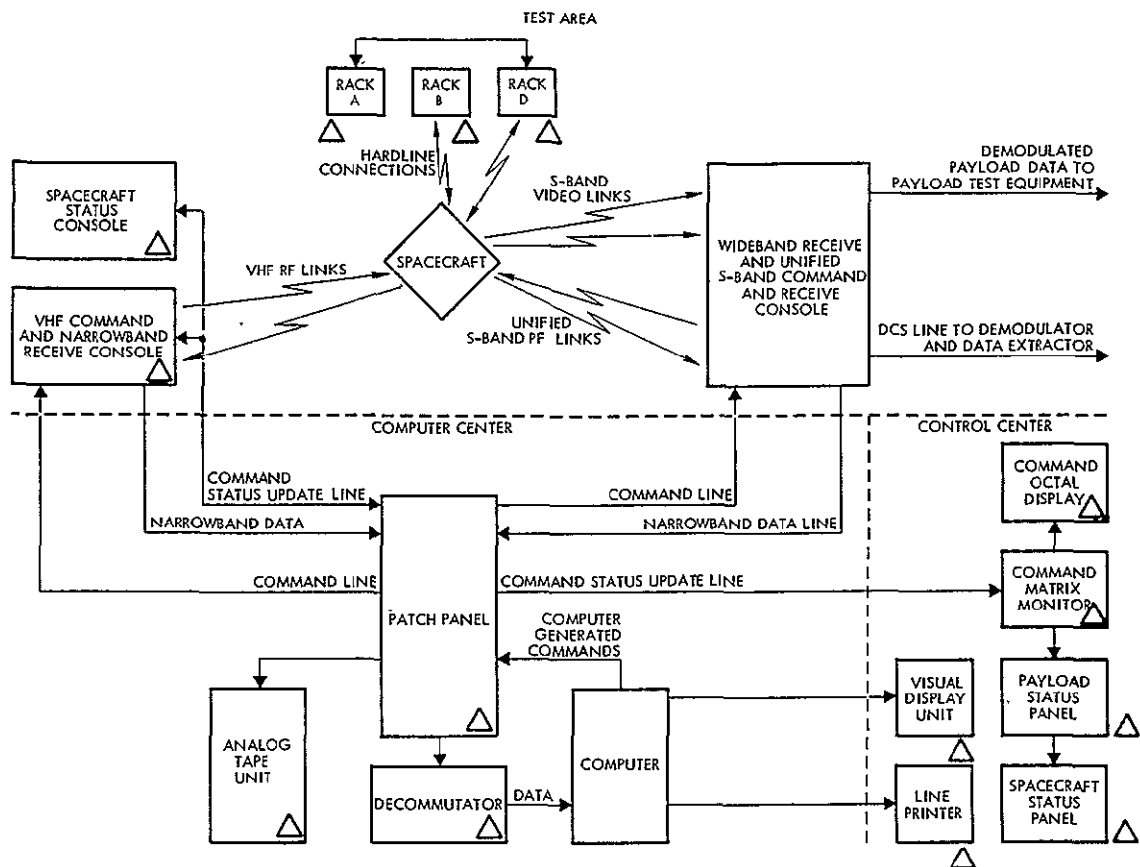 TEST AREA
RACK
A
RACK
B
RACK
D
HARDLINE
CONNECTIONS
SPACECRAFT
STATUS
CONSOLE
S-BAND
VIDEO LINKS
DEMODULATED
PAYLOAD DATA TO
PAYLOAD TEST EQUIPMENT
SPACECRAFT
WIDEBAND RECEIVE
AND UNIFIED
S-BAND COMMAND
AND RECEIVE
CONSOLE
VHF RF LINKS
VHF COMMAND
AND NARROWBAND
RECEIVE CONSOLE
UNIFIED
S-BAND PF LINKS
DCS LINE TO DEMODULATOR
AND DATA EXTRACTOR
COMPUTER CENTER
CONTROL CENTER
COMMAND
STATUS UPDATE LINE
COMMAND LINE
COMMAND
OCTAL
DISPLAY
NARROWBAND DATA
NARROWBAND DATA LINE
COMMAND LINE
COMMAND STATUS UPDATE LINE
COMMAND
MATRIX
MONITOR
PATCH PANEL
COMPUTER
GENERATED
COMMANDS
VISUAL
DISPLAY
UNIT
PAYLOAD
STATUS
PANEL
ANALOG
TAPE
UNIT
DECOMMUTATOR
DATA
COMPUTER
LINE
PRINTER
SPACECRAFT
STATUS
PANEL